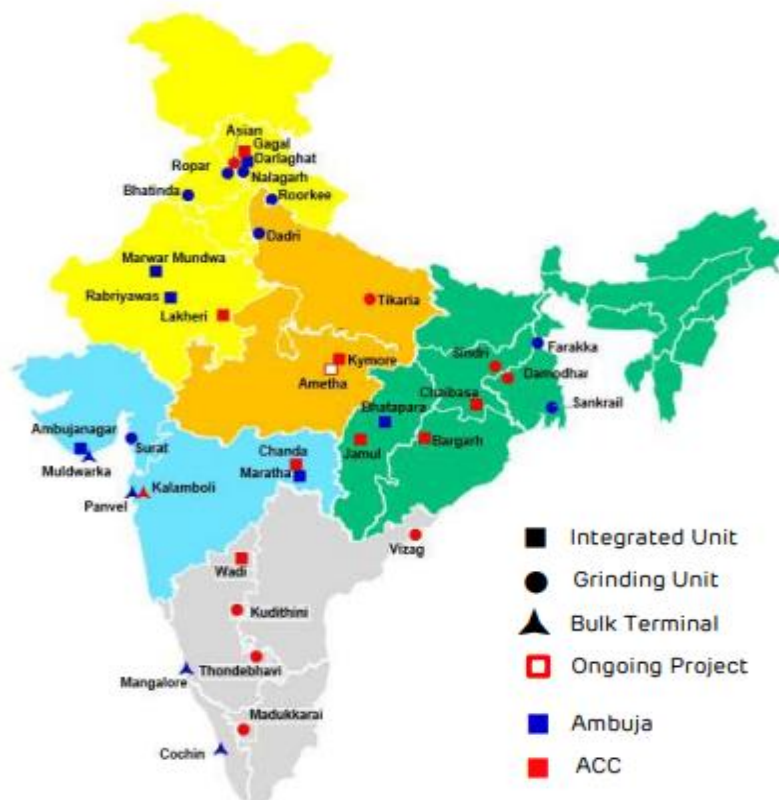 Asian
Gagal
Darlaghat
Ropar
Nalagarh
Bhatinda
Roorkee
Dadri
Marwar Mundwa
Rabriyawas
Lakheri
Tikaria
Kymore
Ametha
Sindri
Farakka
Damodhar
Chaibasa
Bhatapara
Sankrail
Ambujanagar
Surat
Muldwarka
Chanda
Maratha
Jamul
Bargarh
Panvel
Kalamboli
Vizag
Wadi
Kudithini
Thondebhavi
Mangalore
Madukkarai
Cochin
Integrated Unit
Grinding Unit
Bulk Terminal
Ongoing Project
Ambuja
ACC